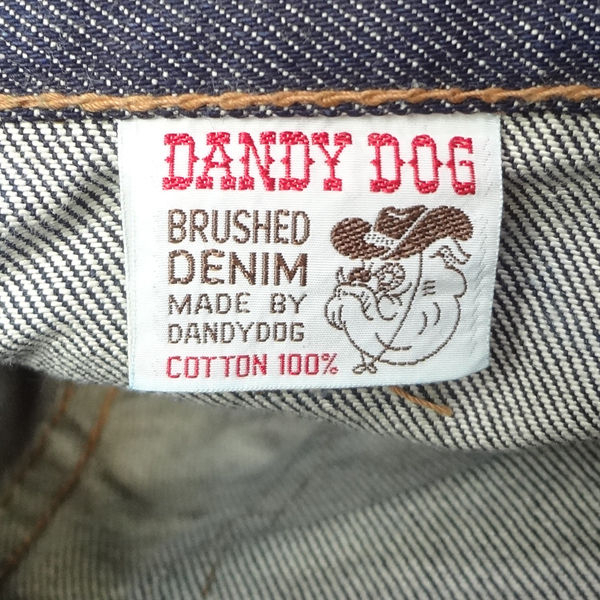 DANDY DOG
BRUSHED
DENIM
MADE BY
DANDYDOG
COTTON 100%